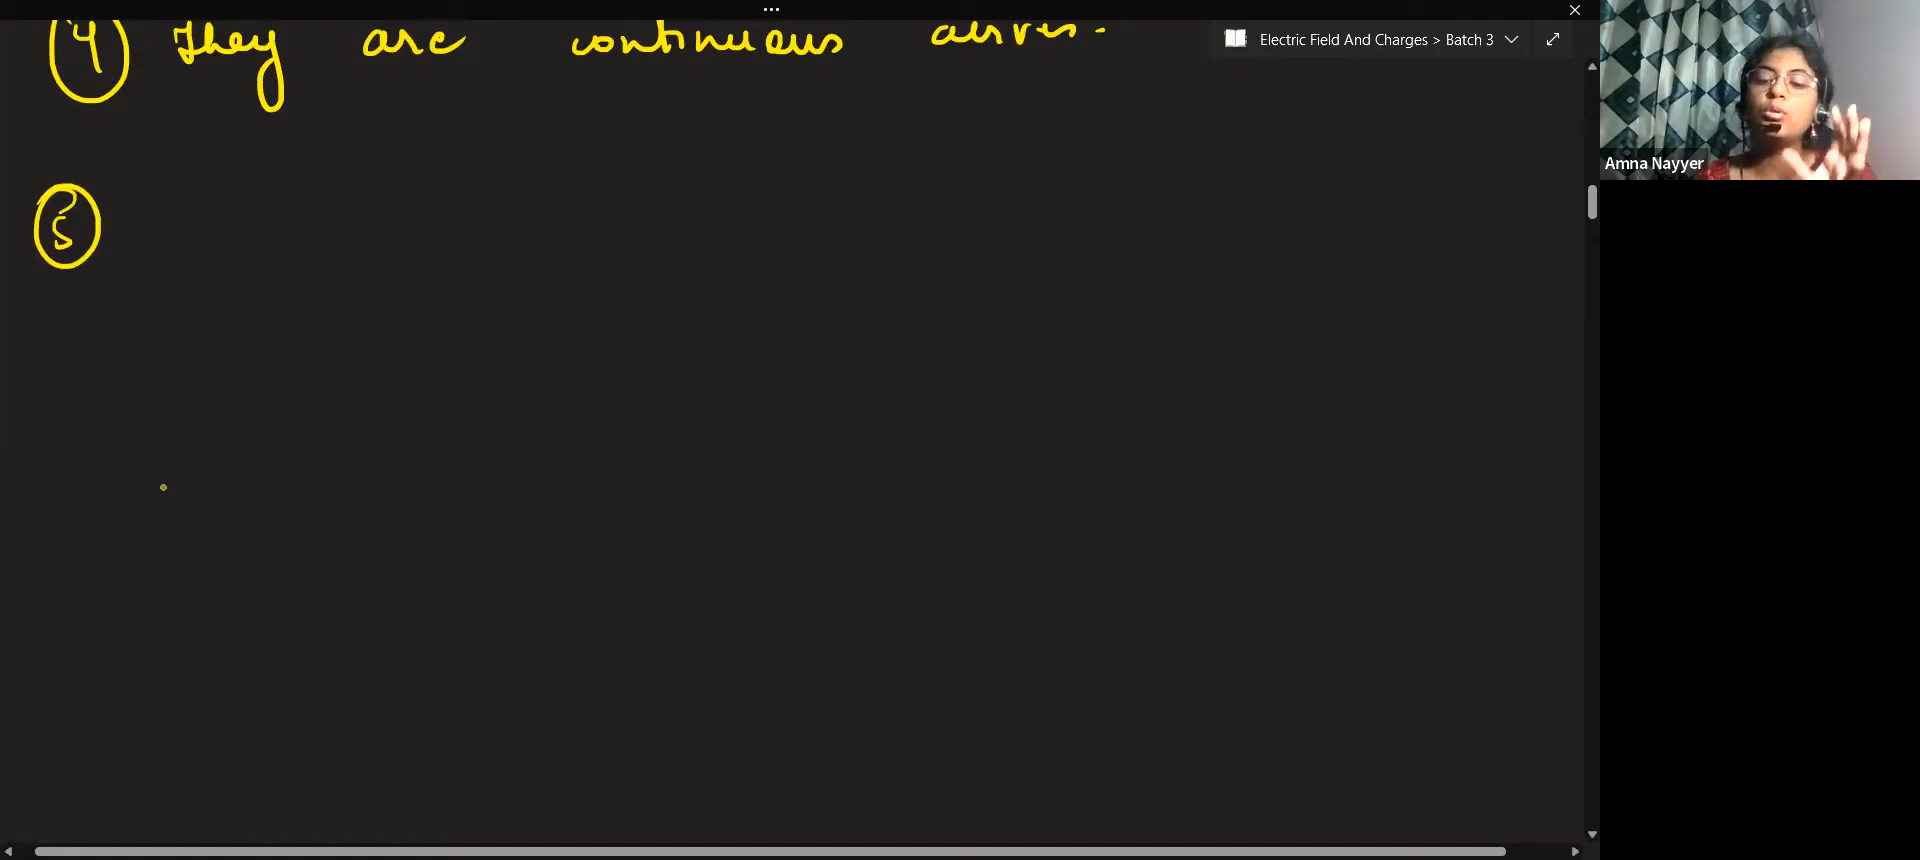 ④ They are continuous curves.
Electric Field And Charges > Batch 3
Amna Nayyer
⑤